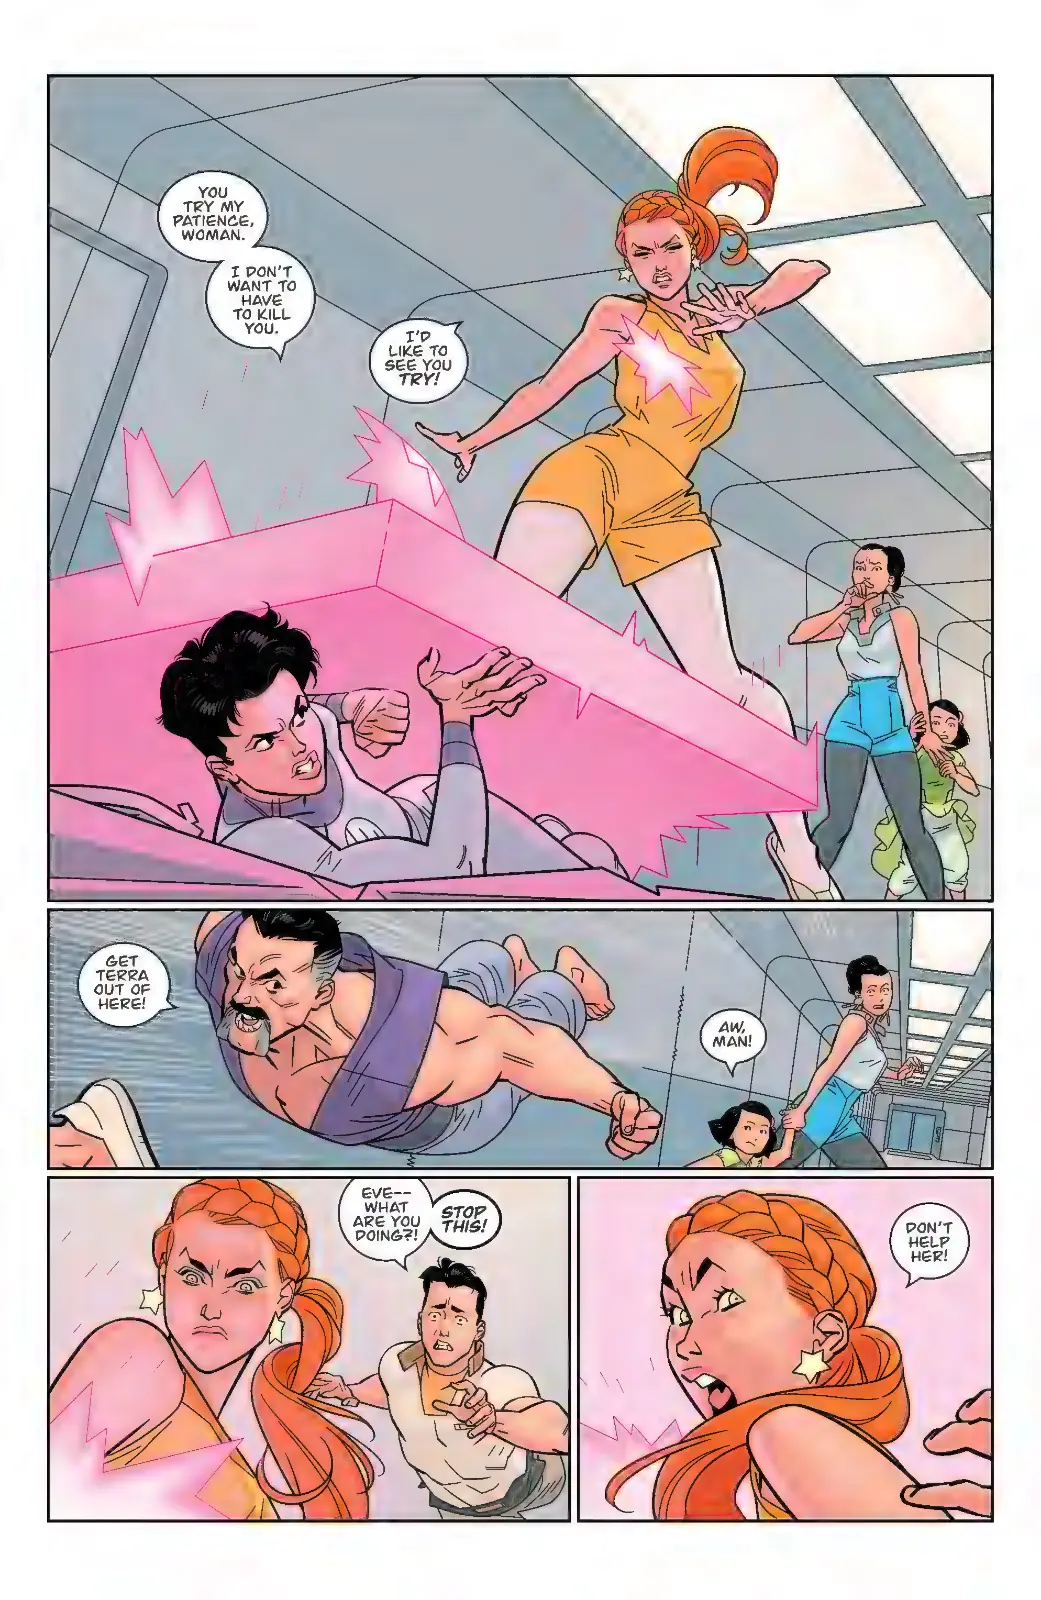 YOU
TRY MY
PATIENCE,
WOMAN.
I DON'T
WANT TO
HAVE
TO KILL
YOU.
I'D
LIKE TO
SEE YOU
TRY!
GET
TERRA
OUT OF
HERE!
AW,
MAN!
EVE--
WHAT
ARE YOU
DOING?!
STOP
THIS!
DON'T
HELP
HER!